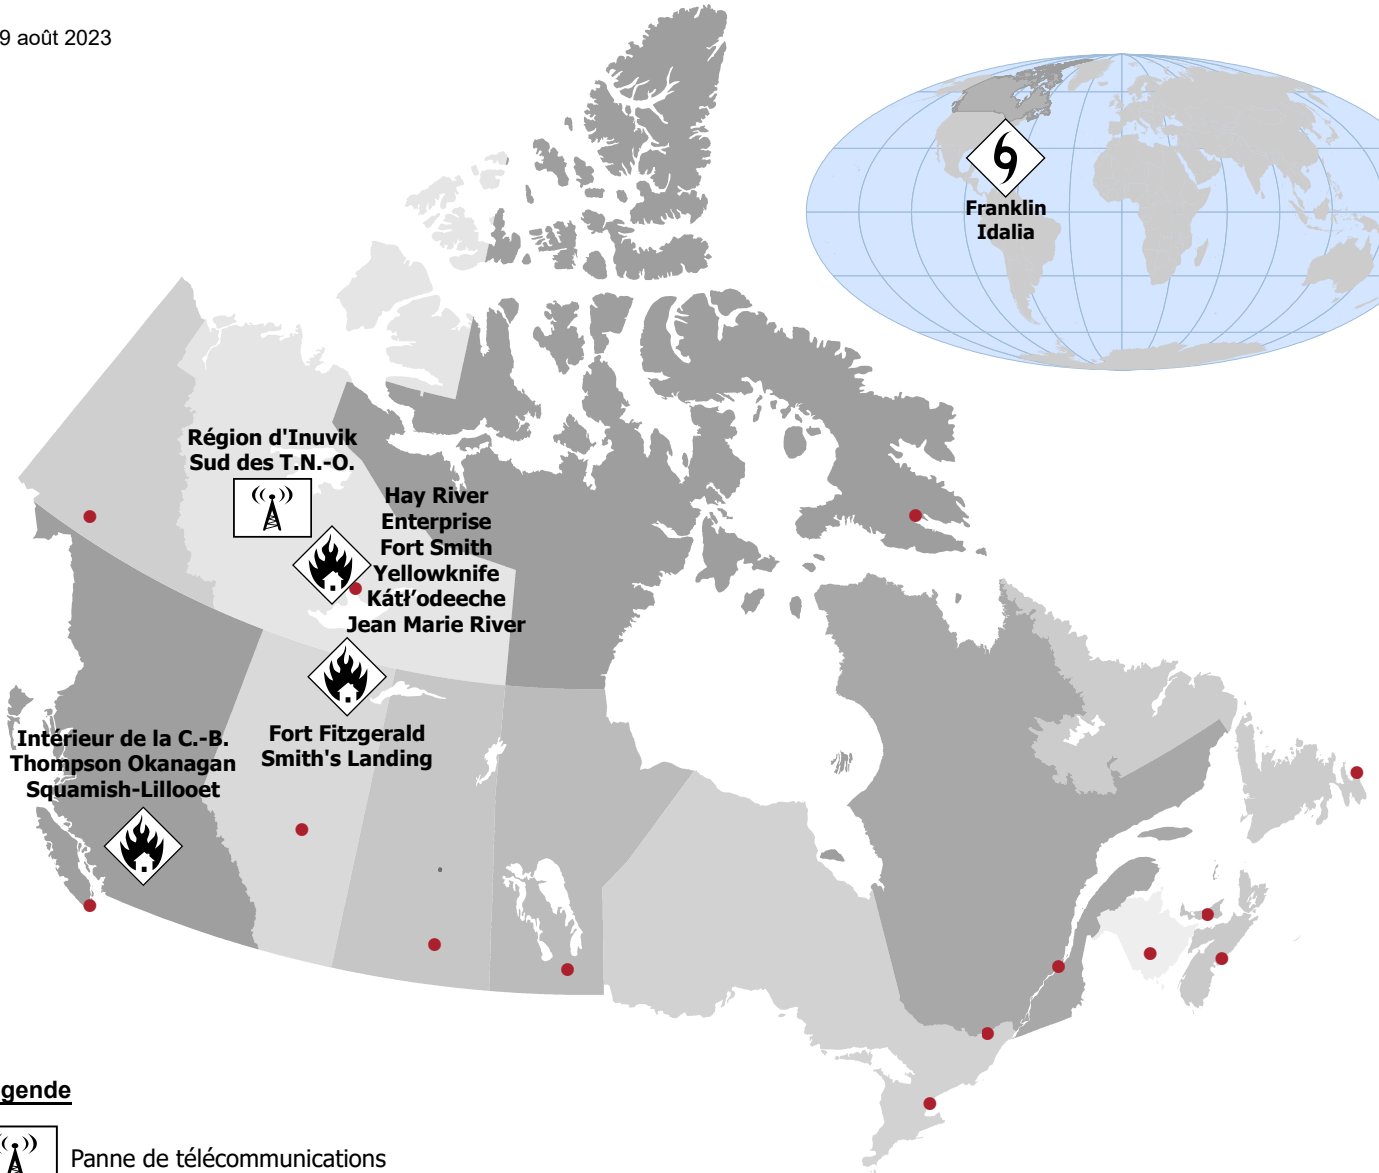 9 août 2023
Franklin
Idalia
Région d'Inuvik
Sud des T.N.-O.
Hay River
Enterprise
Fort Smith
Yellowknife
Kátł’odeeche
Jean Marie River
Fort Fitzgerald
Smith's Landing
Intérieur de la C.-B.
Thompson Okanagan
Squamish-Lillooet
gende
Panne de télécommunications